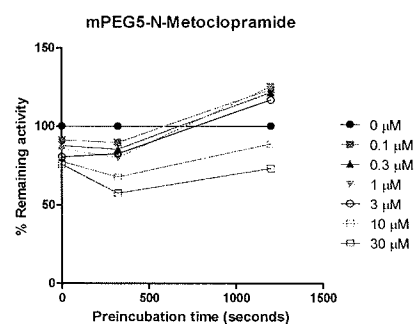 mPEG5-N-Metoclopramide
% Remaining activity
150
100
50
0
0
500
1000
1500
Preincubation time (seconds)
0 µM
0.1 µM
0.3 µM
1 µM
3 µM
10 µM
30 µM